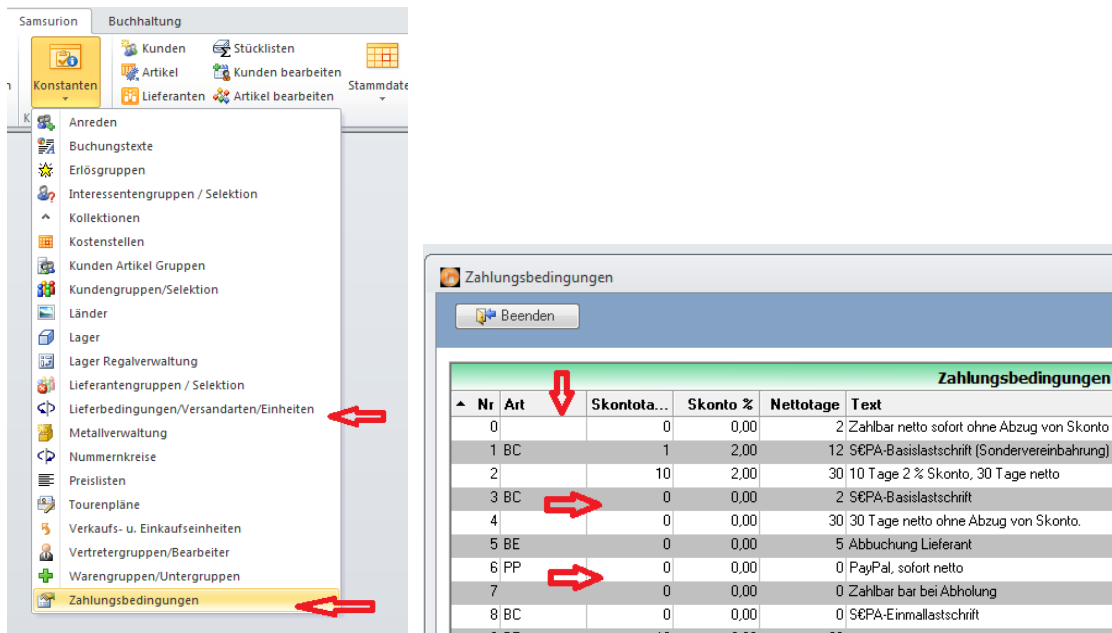 Samsurion Buchhaltung
Konstanten
Kunden Stücklisten
Artikel Kunden bearbeiten
Lieferanten Artikel bearbeiten
Stammdate
K
Anreden
Buchungstexte
Erlösgruppen
Interessentengruppen / Selektion
Kollektionen
Kostenstellen
Kunden Artikel Gruppen
Kundengruppen/Selektion
Länder
Lager
Lager Regalverwaltung
Lieferantengruppen / Selektion
Lieferbedingungen/Versandarten/Einheiten
Metallverwaltung
Nummernkreise
Preislisten
Tourenpläne
Verkaufs- u. Einkaufseinheiten
Vertretergruppen/Bearbeiter
Warengruppen/Untergruppen
Zahlungsbedingungen
Zahlungsbedingungen
Beenden
Zahlungsbedingungen
Nr Art Skontota... Skonto % Nettotage Text
0 0 0,00 2 Zahlbar netto sofort ohne Abzug von Skonto
1 BC 1 2,00 12 S€PA-Basislastschrift (Sondervereinbahrung)
2 10 2,00 30 10 Tage 2 % Skonto, 30 Tage netto
3 BC 0 0,00 2 S€PA-Basislastschrift
4 0 0,00 30 30 Tage netto ohne Abzug von Skonto.
5 BE 0 0,00 5 Abbuchung Lieferant
6 PP 0 0,00 0 PayPal, sofort netto
7 0 0,00 0 Zahlbar bar bei Abholung
8 BC 0 0,00 0 S€PA-Einmallastschrift